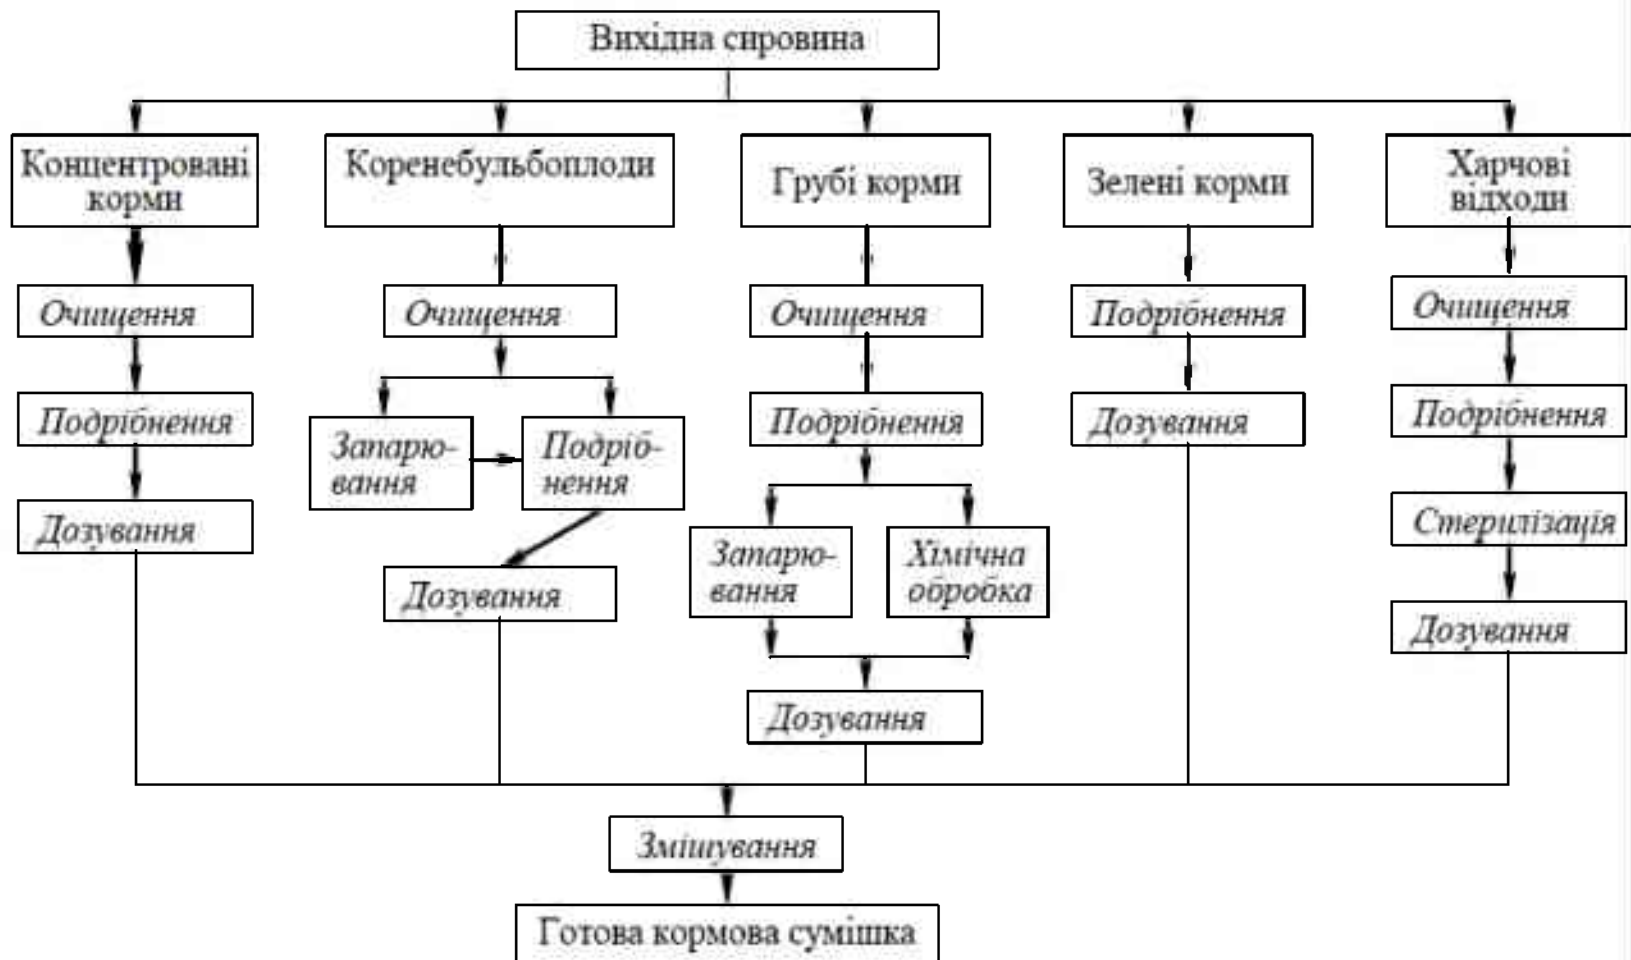 Вихідна сировина
Концентровані
корми
Коренебульбоплоди
Грубі корми
Зелені корми
Харчові
відходи
Очищення
Очищення
Очищення
Подрібнення
Очищення
Подрібнення
Запарю-
вання
Подріб-
нення
Подрібнення
Дозування
Подрібнення
Дозування
Дозування
Запарю-
вання
Хімічна
обробка
Стерилізація
Дозування
Дозування
Змішування
Готова кормова сумішка